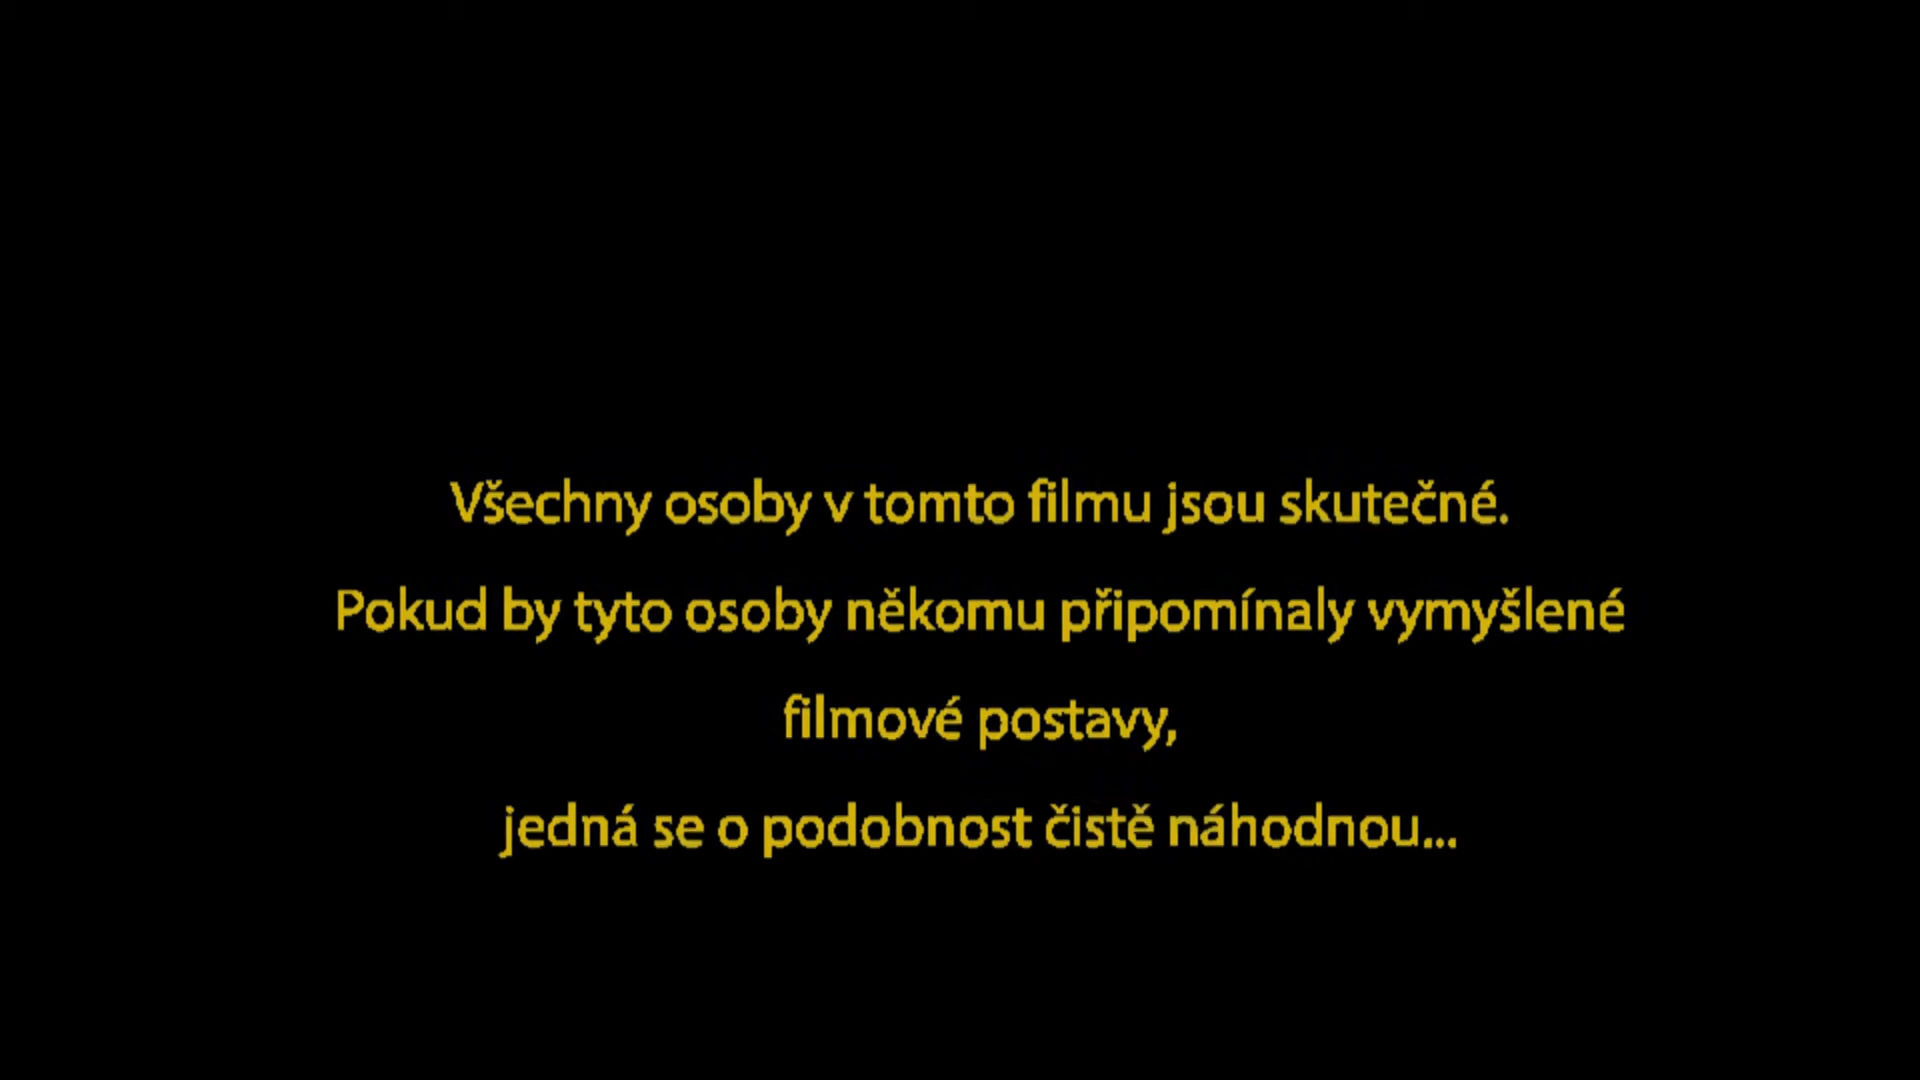 Všechny osoby v tomto filmu jsou skutečné.
Pokud by tyto osoby někomu připomínaly vymyšlené
filmové postavy,
jedná se o podobnost čistě náhodnou...